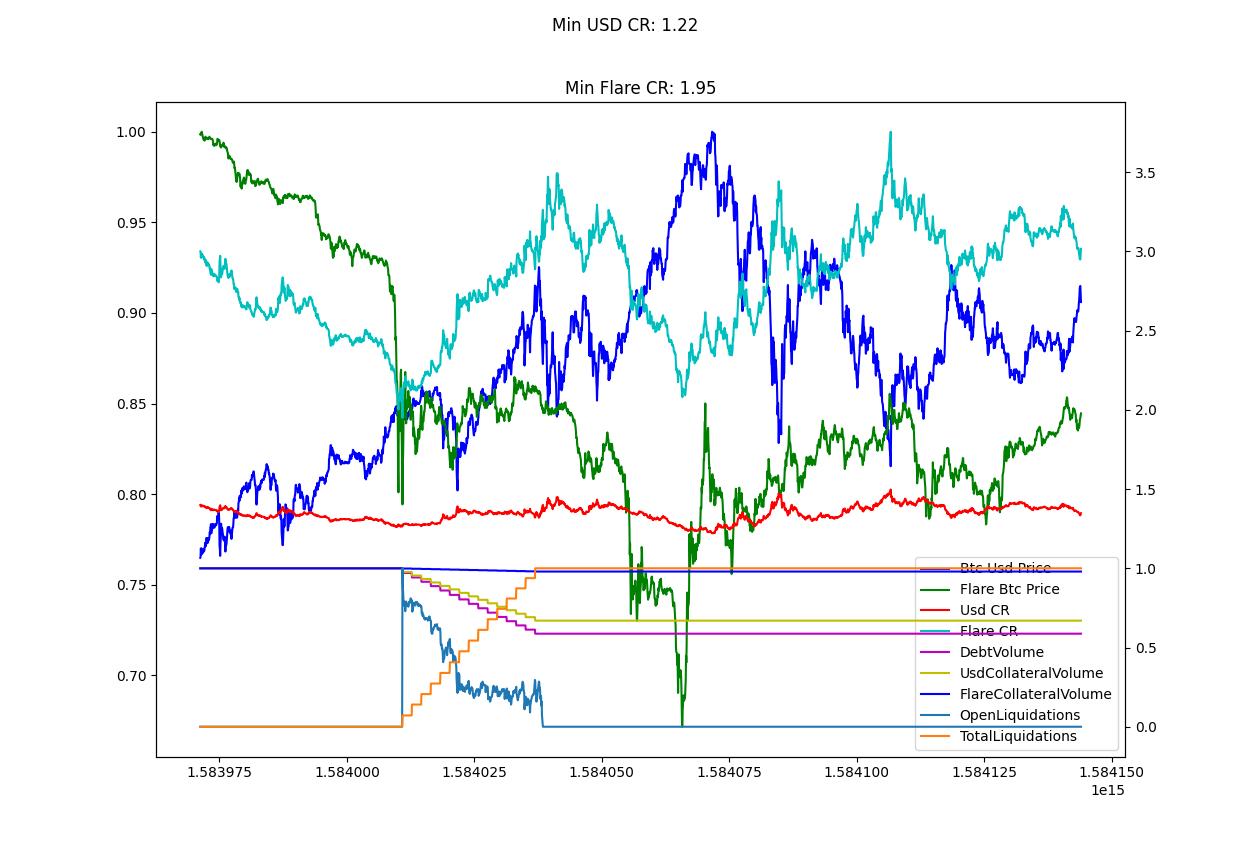 Min USD CR: 1.22
Min Flare CR: 1.95
1.00
0.95
0.90
0.85
0.80
0.75
0.70
3.5
3.0
2.5
2.0
1.5
1.0
0.5
0.0
Btc Usd Price
Flare Btc Price
Usd CR
Flare CR
DebtVolume
UsdCollateralVolume
FlareCollateralVolume
OpenLiquidations
TotalLiquidations
1.583975 1.584000 1.584025 1.584050 1.584075 1.584100 1.584125 1.584150
1e15